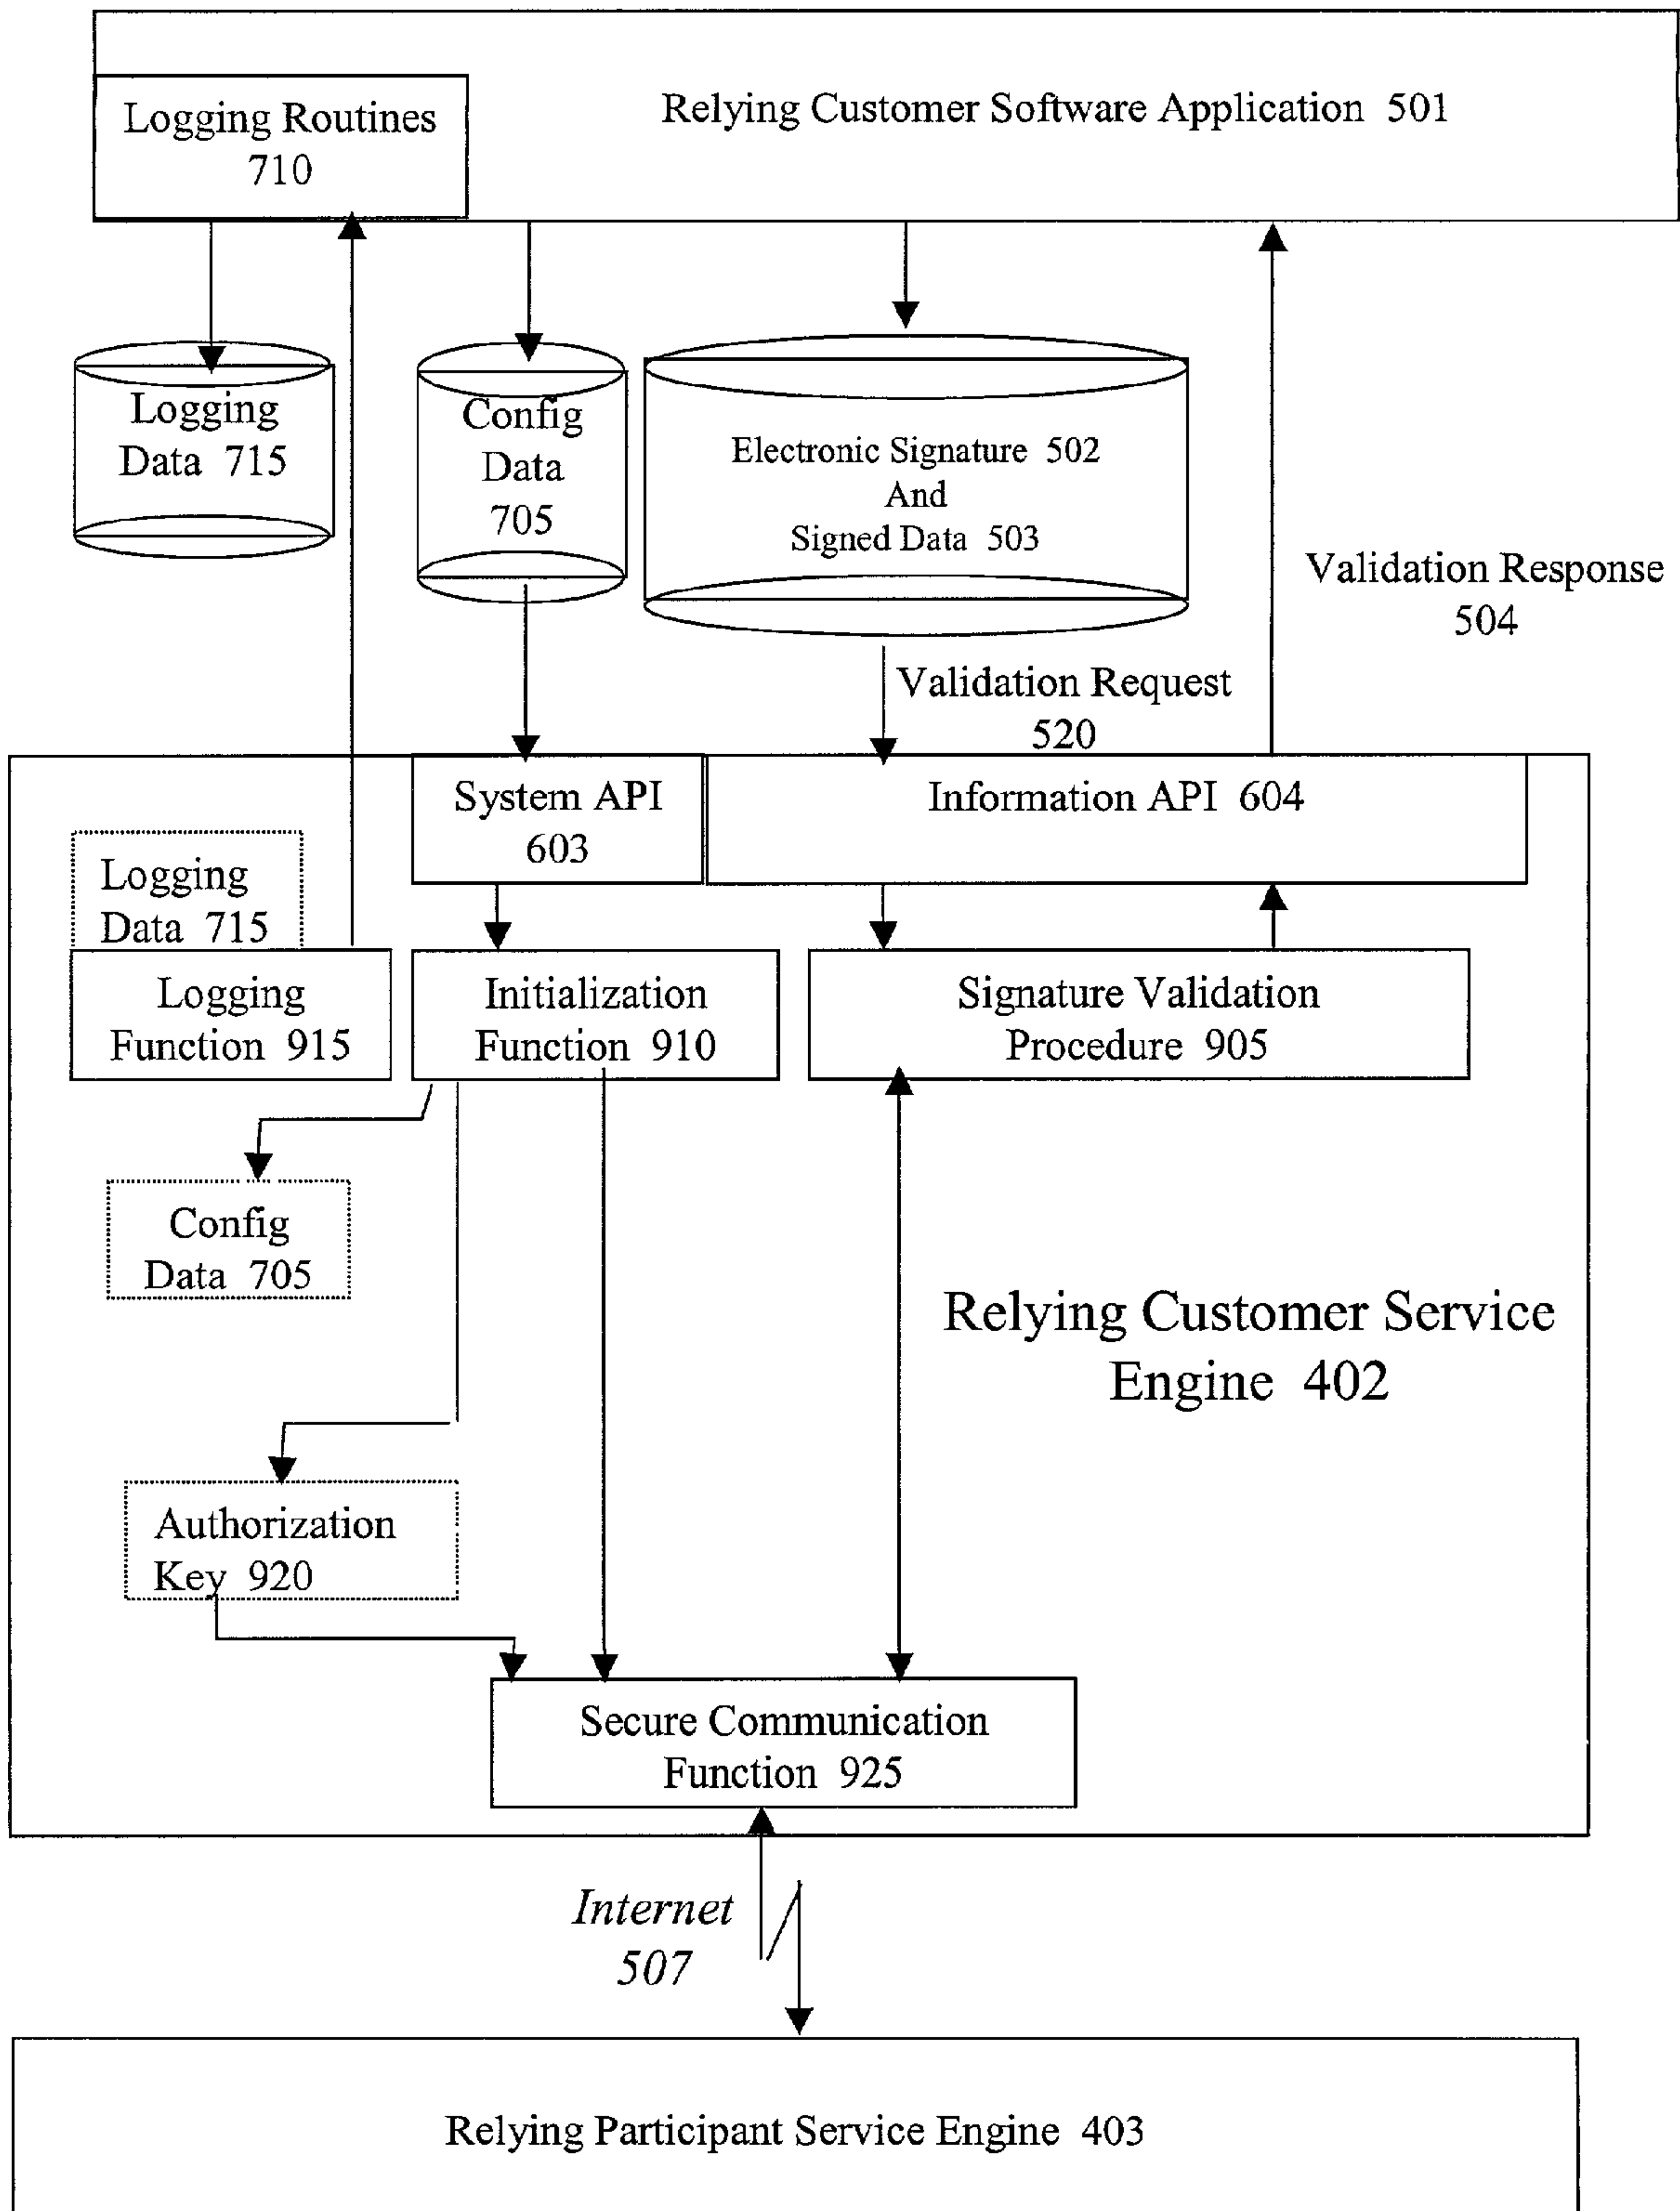 Logging Routines
710
Relying Customer Software Application 501
Logging
Data 715
Config
Data
705
Electronic Signature 502
And
Signed Data 503
Validation Response
504
Validation Request
520
System API
603
Information API 604
Logging
Data 715
Logging
Function 915
Initialization
Function 910
Signature Validation
Procedure 905
Config
Data 705
Relying Customer Service
Engine 402
Authorization
Key 920
Secure Communication
Function 925
Internet
507
Relying Participant Service Engine 403